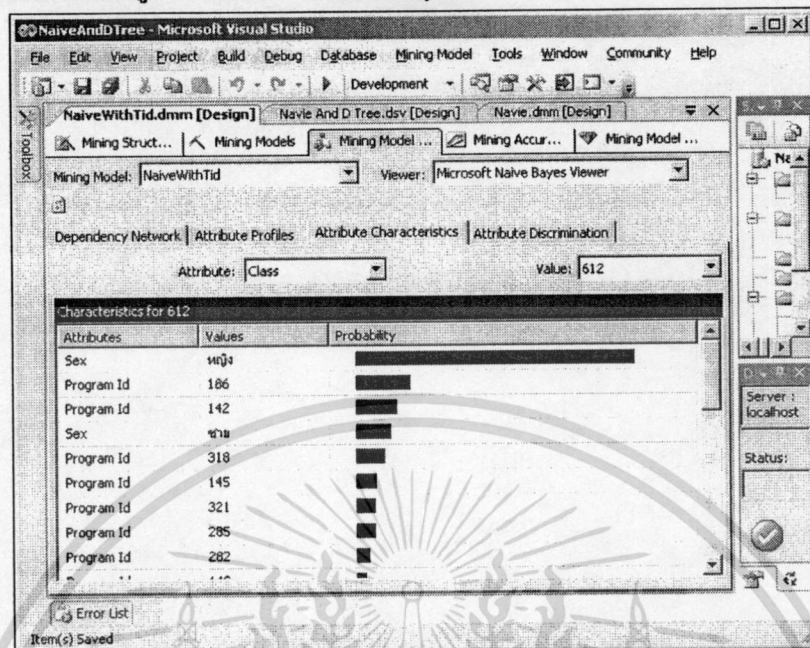 NaiveAndDTree - Microsoft Visual Studio
File Edit View Project Build Debug Database Mining Model Tools Window Community Help
Development
NaiveWithTid.dmm [Design] Navie And D Tree.dsv [Design] Navie.dmm [Design]
Toolbox
Mining Struct... Mining Models Mining Model ... Mining Accur... Mining Model ...
Mining Model: NaiveWithTid Viewer: Microsoft Naive Bayes Viewer
Dependency Network Attribute Profiles Attribute Characteristics Attribute Discrimination
Attribute: Class Value: 612
Characteristics for 612
Attributes Values Probability
Sex หญิง
Program Id 186
Program Id 142
Sex ชาย
Program Id 318
Program Id 145
Program Id 321
Program Id 285
Program Id 282
Server :
localhost
Status:
Error List
Item(s) Saved